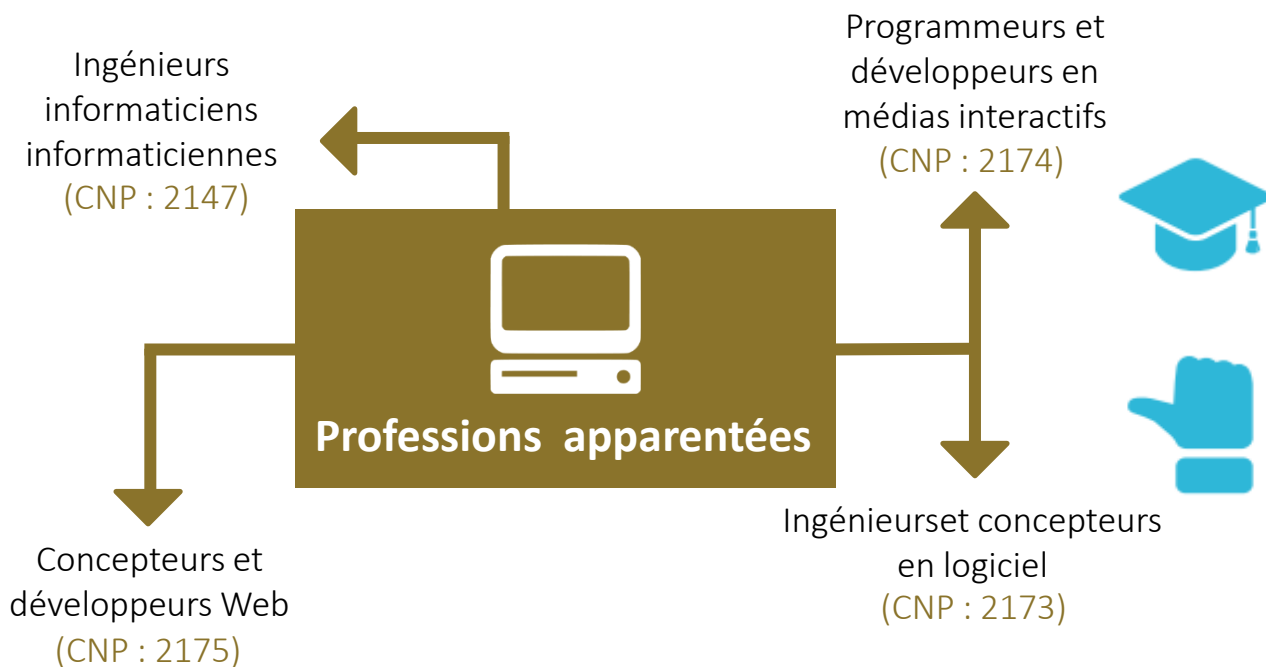 Ingénieurs
informaticiens
informaticiennes
(CNP : 2147)
Programmeurs et
développeurs en
médias interactifs
(CNP : 2174)
Professions apparentées
Concepteurs et
développeurs Web
(CNP : 2175)
Ingénieurset concepteurs
en logiciel
(CNP : 2173)